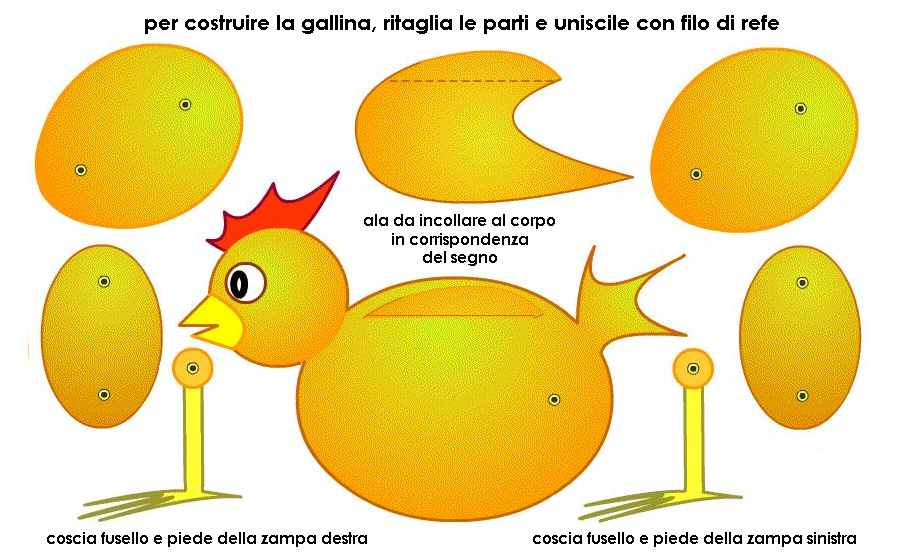 per costruire la gallina, ritaglia le parti e uniscile con filo di refe
ala da incollare al corpo
in corrispondenza
del segno
coscia fusello e piede della zampa destra
coscia fusello e piede della zampa sinistra